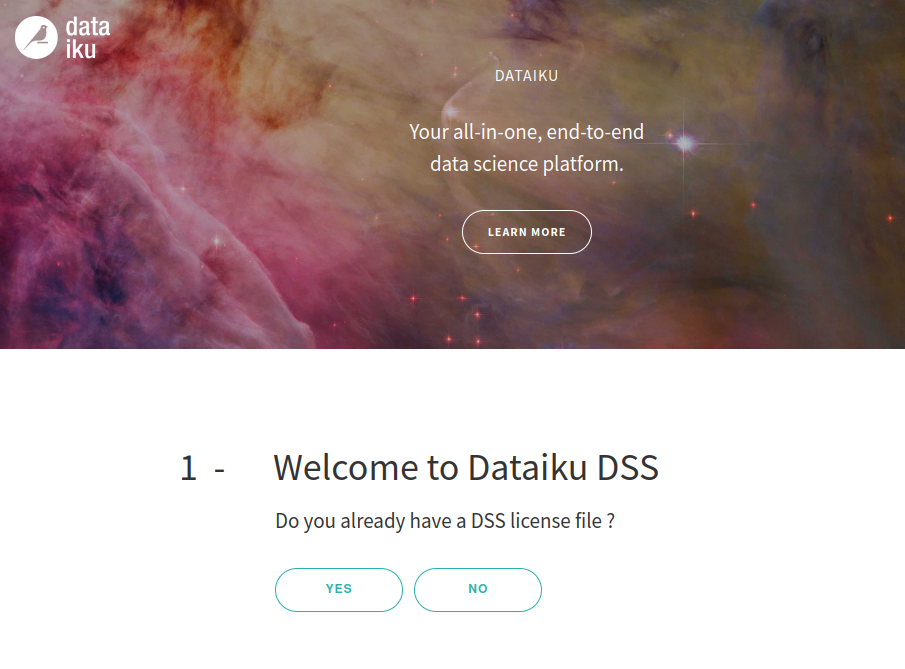 data
iku
DATAIKU
Your all-in-one, end-to-end
data science platform.
LEARN MORE
1 - Welcome to Dataiku DSS
Do you already have a DSS license file ?
YES NO